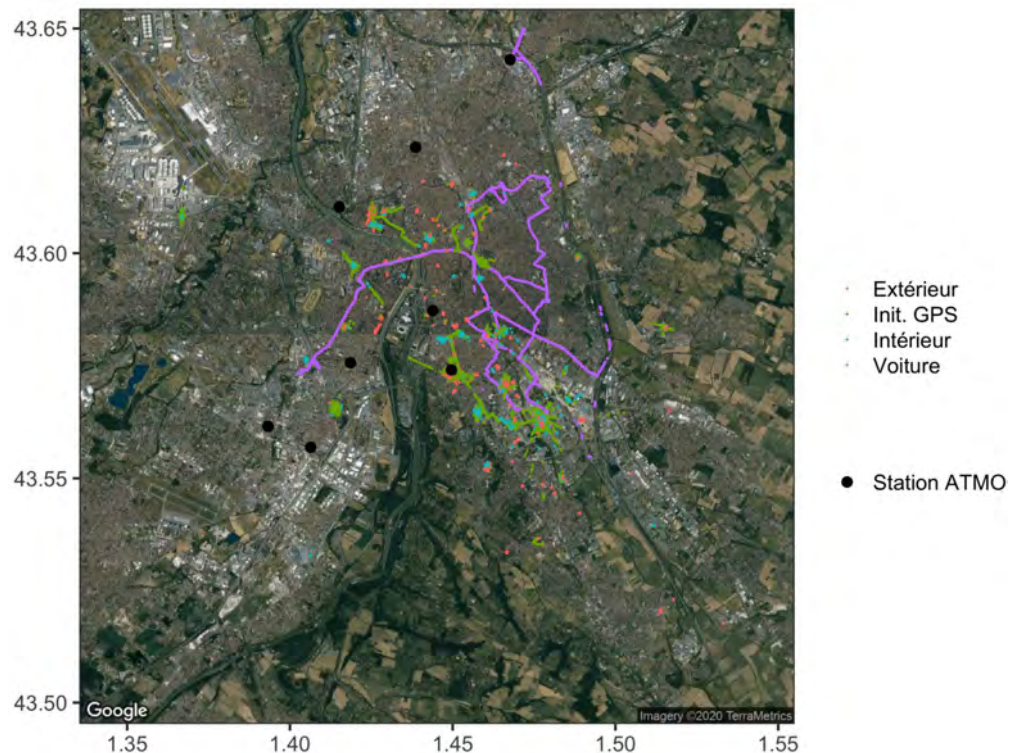 43.65
43.60
43.55
43.50
1.35
1.40
1.45
1.50
1.55
Google
Imagery ©2020 TerraMetrics
Extérieur
Init. GPS
Intérieur
Voiture
Station ATMO